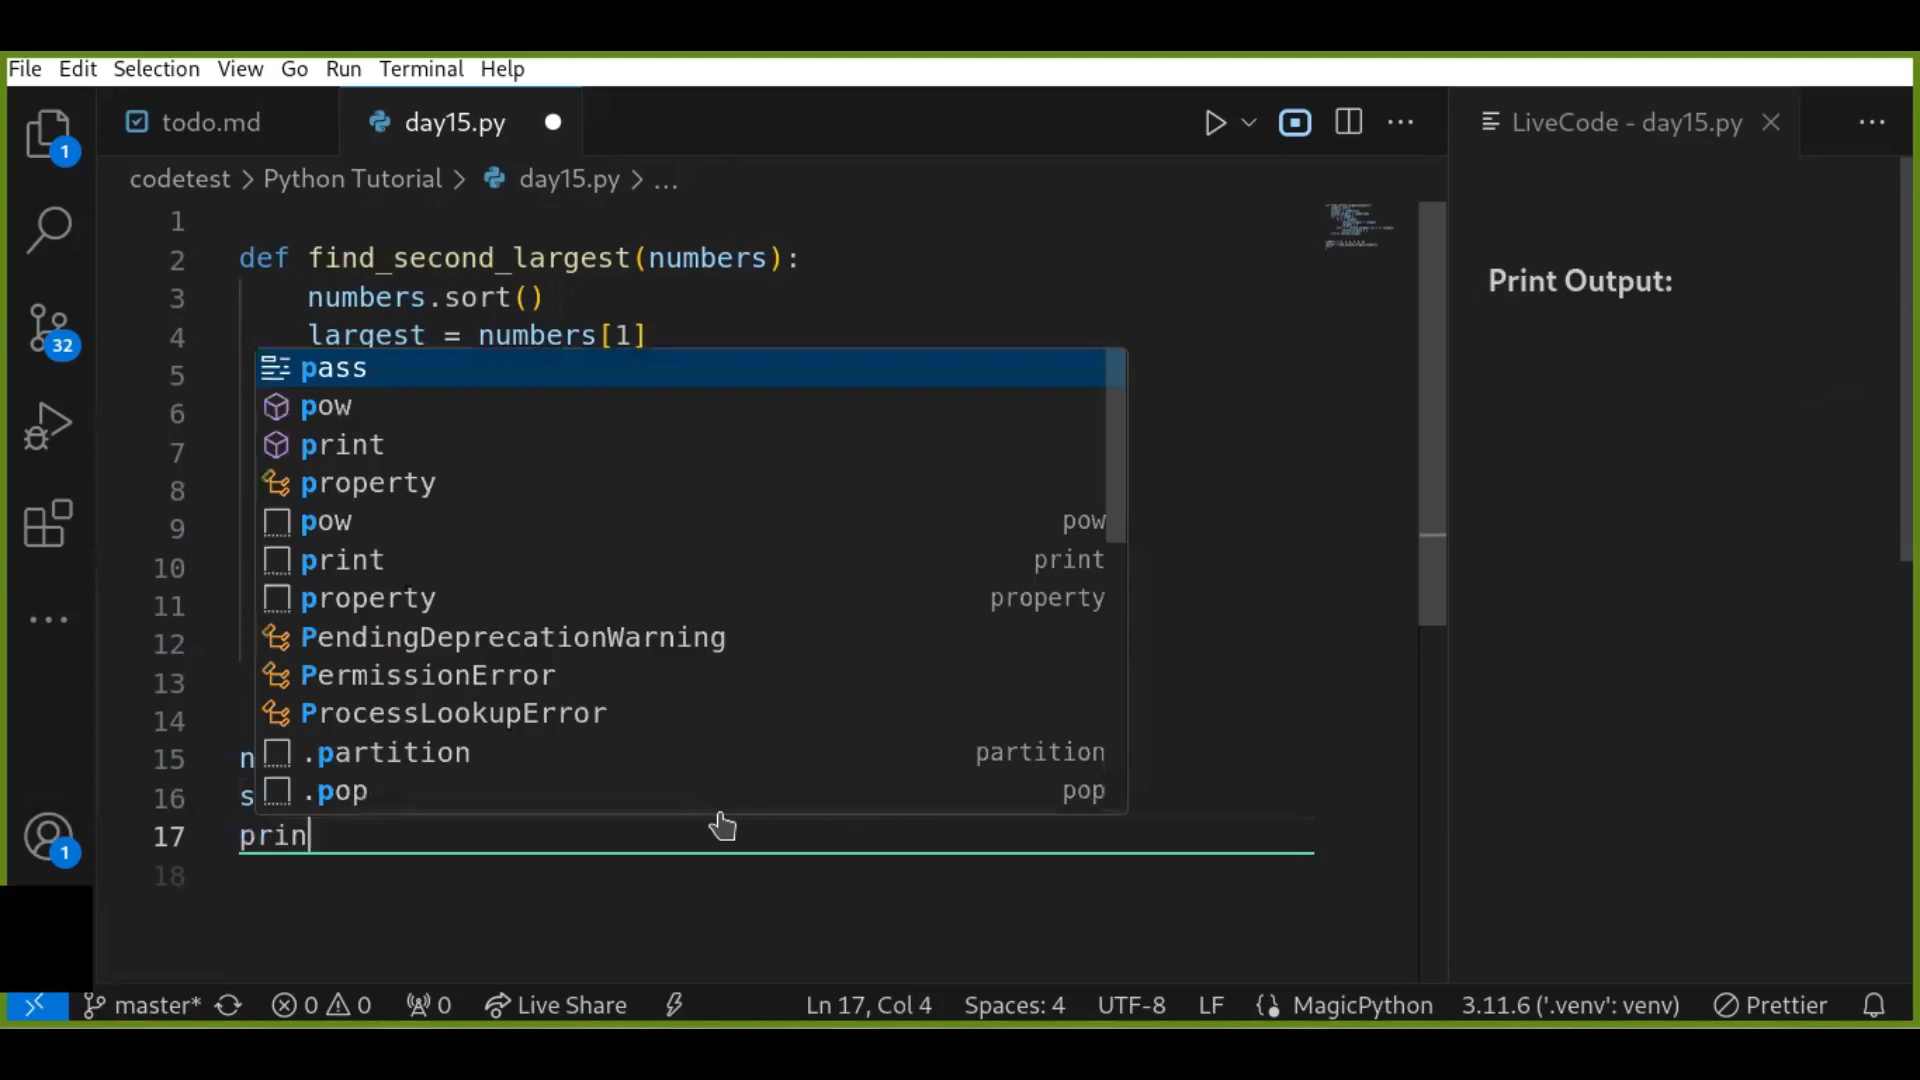 File Edit Selection View Go Run Terminal Help
todo.md day15.py LiveCode - day15.py
codetest > Python Tutorial > day15.py > ...
1
2 def find_second_largest(numbers):
3 numbers.sort()
4 largest = numbers[1]
5 pass
6 pow
7 print
8 property
9 pow pow
10 print print
11 property property
12 PendingDeprecationWarning
13 PermissionError
14 ProcessLookupError
15 n .partition partition
16 s .pop pop
17 prin
18
Print Output:
1
32
1
master* 0 0 0 Live Share Ln 17, Col 4 Spaces: 4 UTF-8 LF MagicPython 3.11.6 ('.venv': venv) Prettier